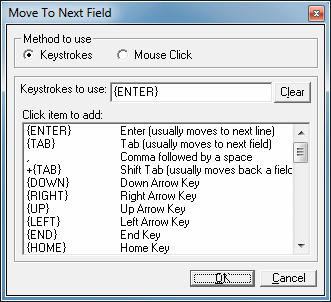 Move To Next Field
Method to use
Keystrokes Mouse Click
Keystrokes to use: {ENTER} Clear
Click item to add:
{ENTER} Enter (usually moves to next line)
{TAB} Tab (usually moves to next field)
, Comma followed by a space
+{TAB} Shift Tab (usually moves back a field
{DOWN} Down Arrow Key
{RIGHT} Right Arrow Key
{UP} Up Arrow Key
{LEFT} Left Arrow Key
{END} End Key
{HOME} Home Key
OK Cancel